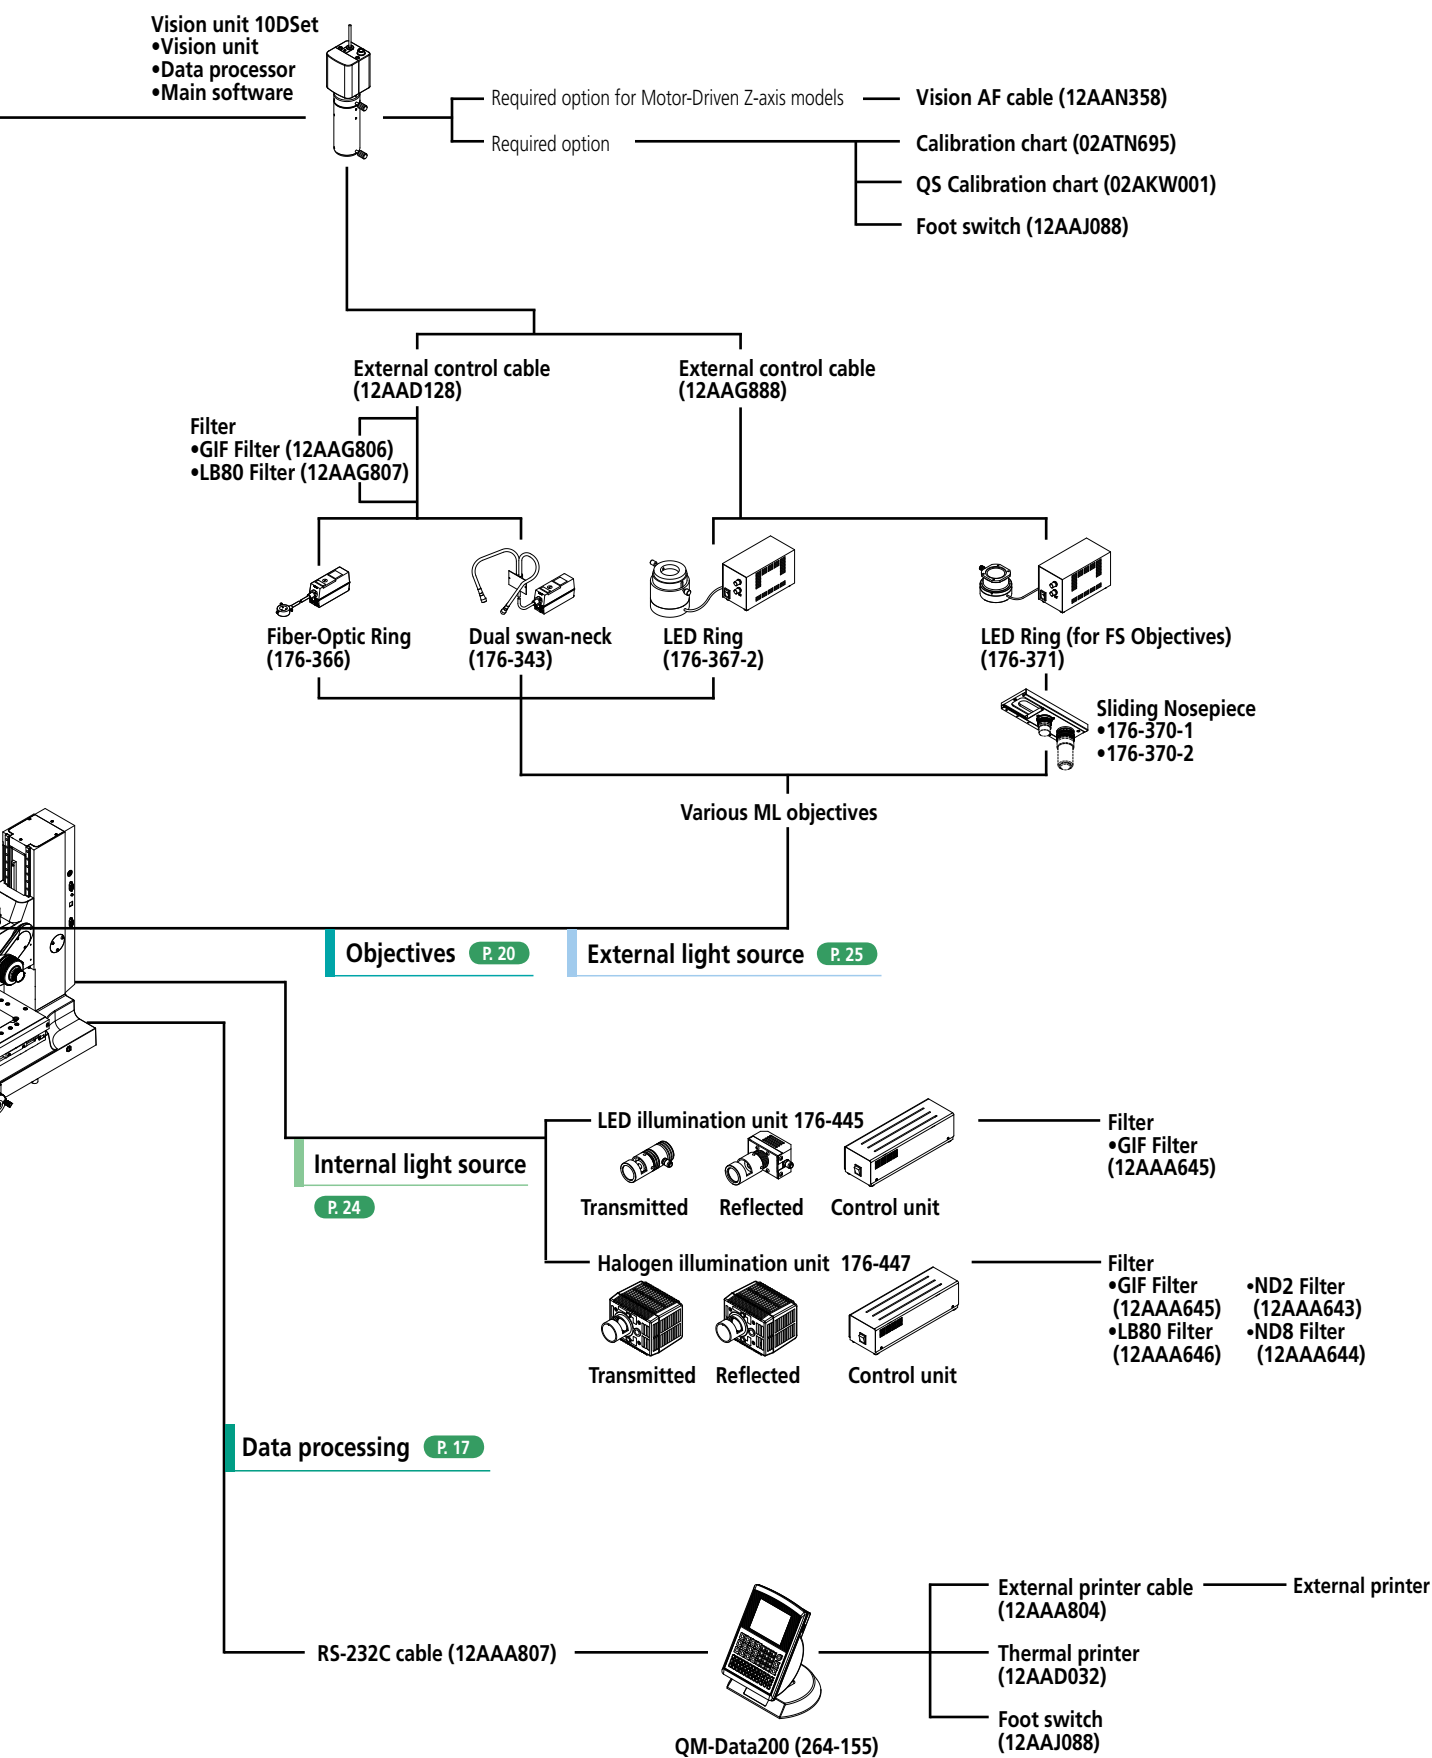 Vision unit 10DSet
•Vision unit
•Data processor
•Main software
Required option for Motor-Driven Z-axis models
Vision AF cable (12AAN358)
Required option
Calibration chart (02ATN695)
QS Calibration chart (02AKW001)
Foot switch (12AAJ088)
External control cable
(12AAD128)
External control cable
(12AAG888)
Filter
•GIF Filter (12AAG806)
•LB80 Filter (12AAG807)
Fiber-Optic Ring
(176-366)
Dual swan-neck
(176-343)
LED Ring
(176-367-2)
LED Ring (for FS Objectives)
(176-371)
Sliding Nosepiece
•176-370-1
•176-370-2
Various ML objectives
Objectives P. 20
External light source P. 25
Internal light source
P. 24
LED illumination unit 176-445
Transmitted
Reflected
Control unit
Filter
•GIF Filter
(12AAA645)
Halogen illumination unit 176-447
Transmitted
Reflected
Control unit
Filter
•GIF Filter
(12AAA645)
•LB80 Filter
(12AAA646)
•ND2 Filter
(12AAA643)
•ND8 Filter
(12AAA644)
Data processing P. 17
RS-232C cable (12AAA807)
QM-Data200 (264-155)
External printer cable
(12AAA804)
External printer
Thermal printer
(12AAD032)
Foot switch
(12AAJ088)